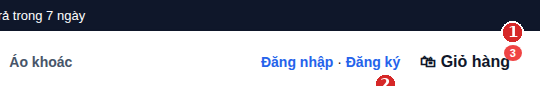 rả trong 7 ngày
1
Áo khoác Đăng nhập · Đăng ký Giỏ hàng 3
2